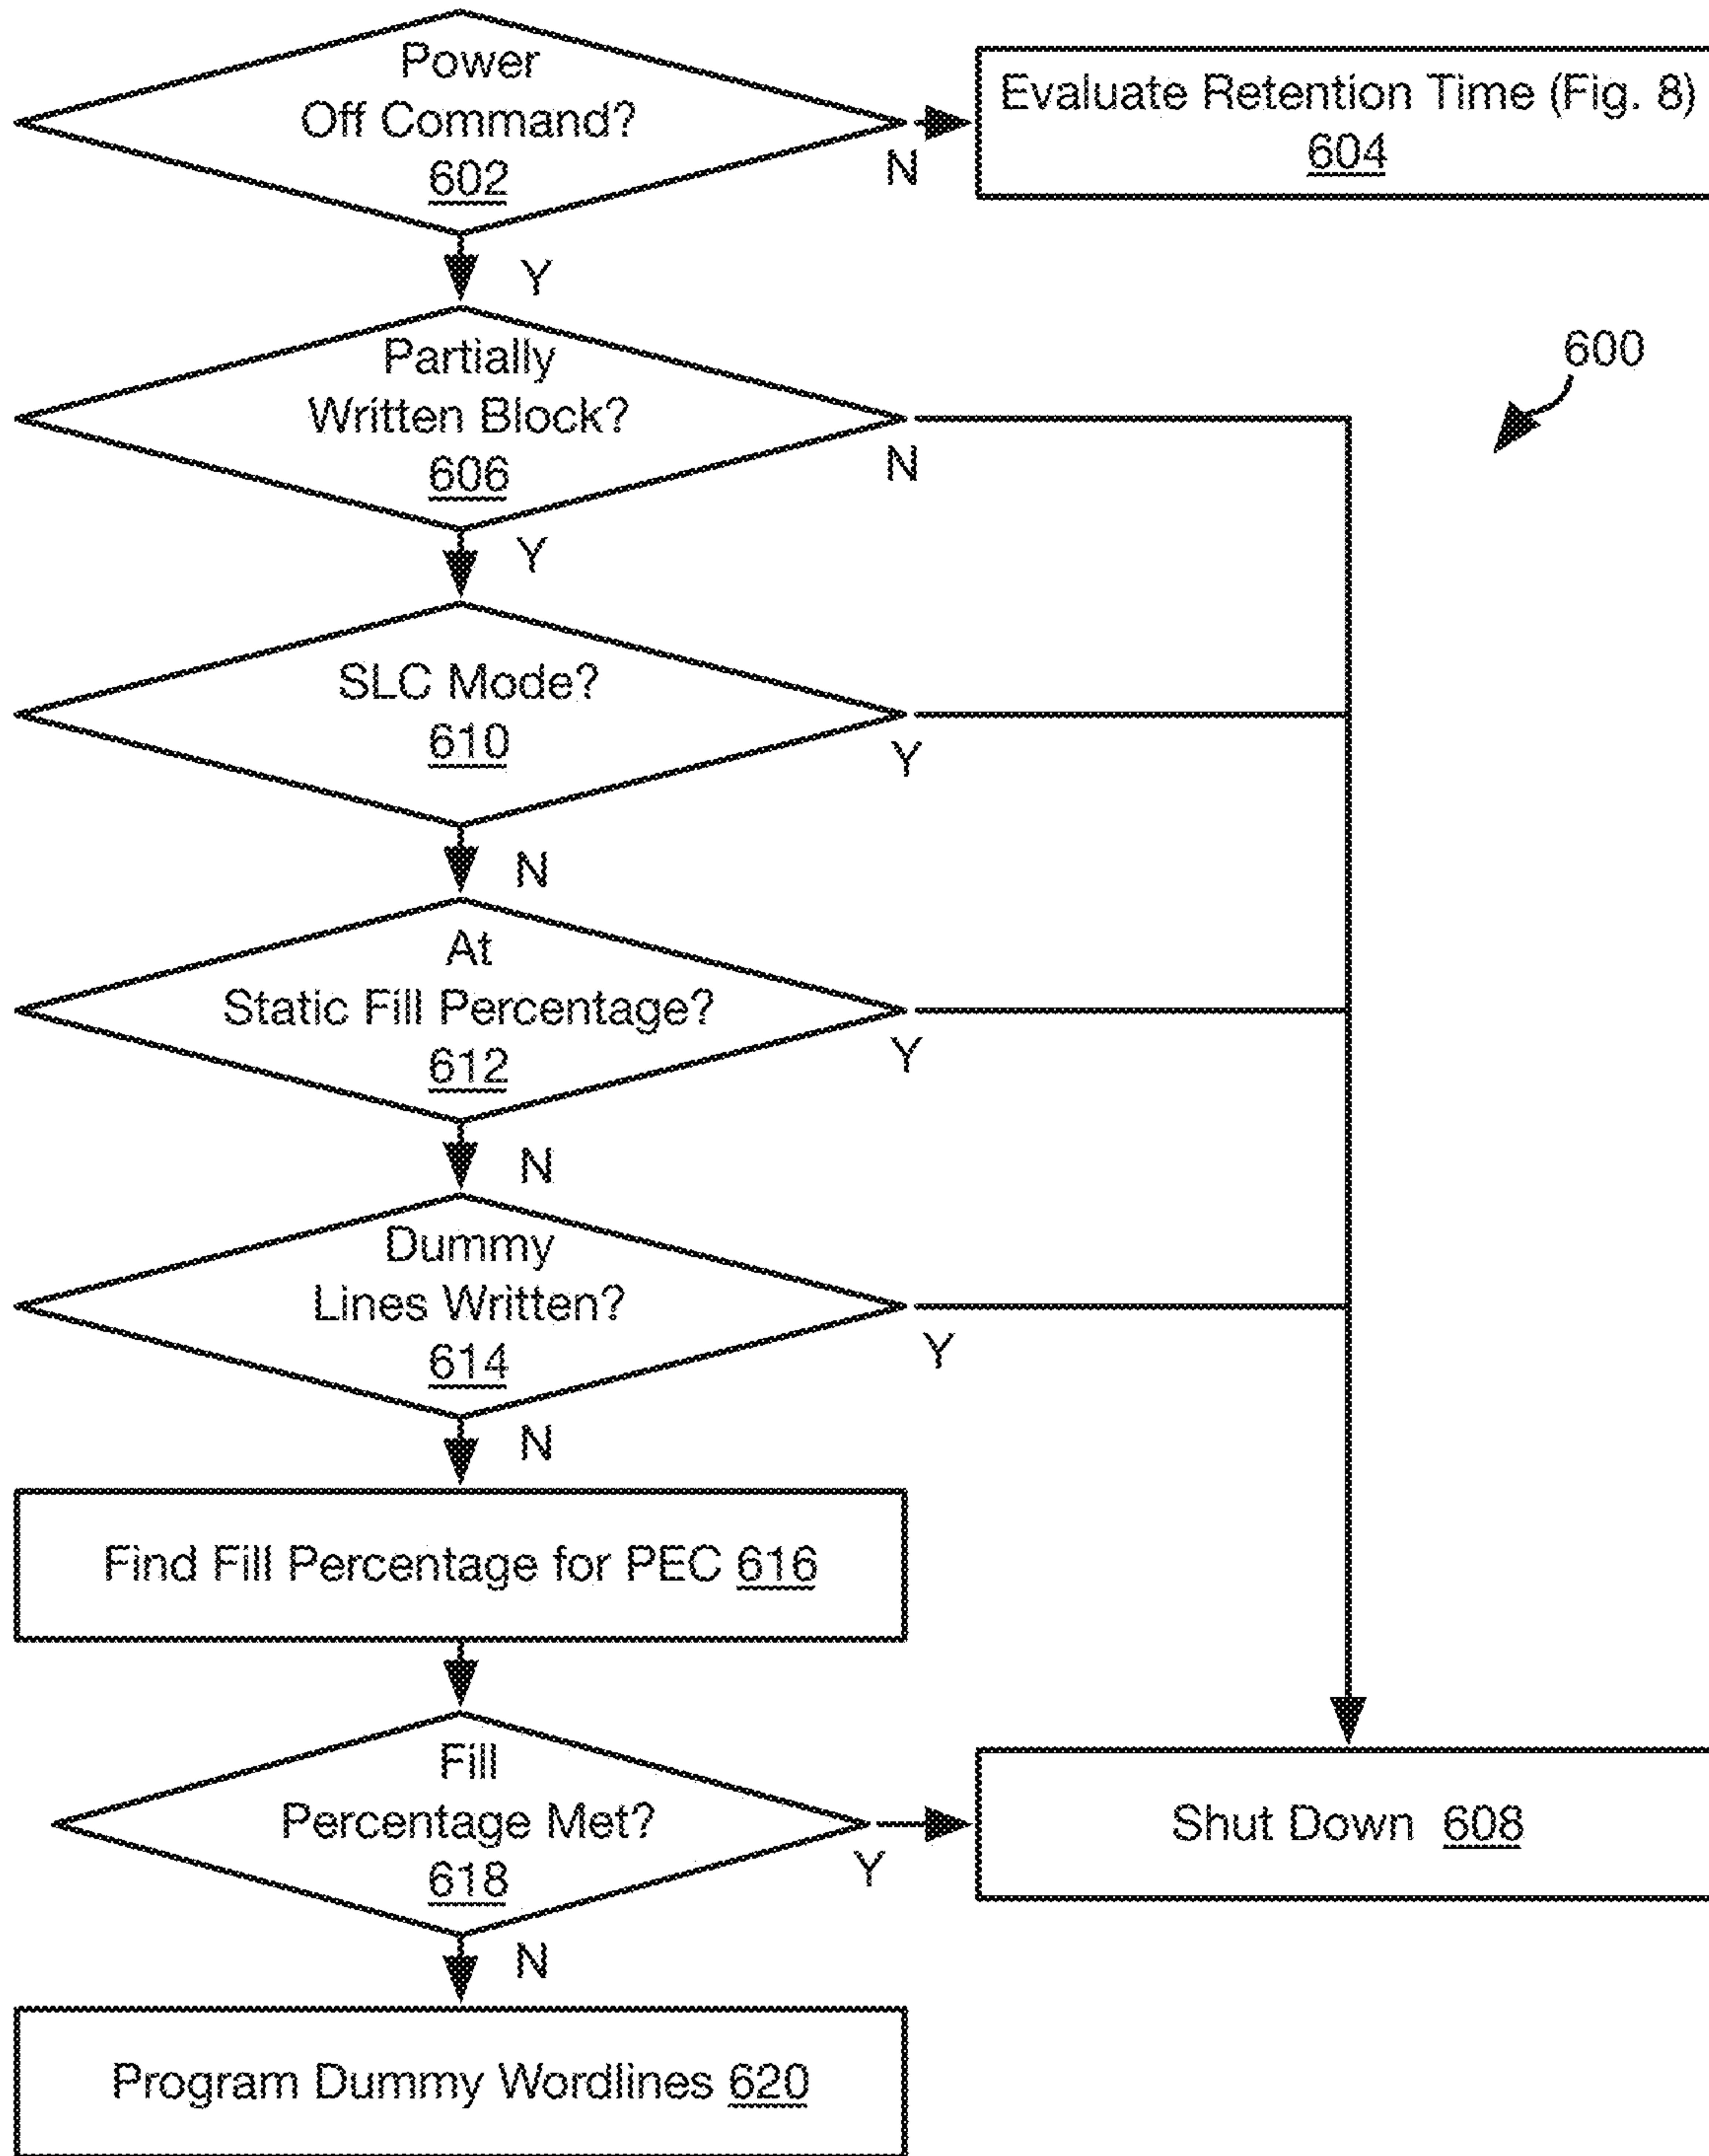 Power
Off Command?
602
N
Evaluate Retention Time (Fig. 8)
604
Y
Partially
Written Block?
606
N
600
Y
SLC Mode?
610
Y
N
At
Static Fill Percentage?
612
Y
N
Dummy
Lines Written?
614
Y
N
Find Fill Percentage for PEC 616
Fill
Percentage Met?
618
Y
Shut Down 608
N
Program Dummy Wordlines 620